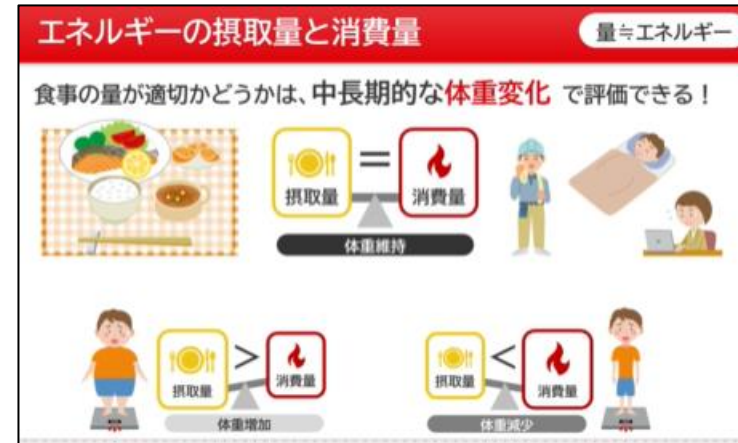 エネルギーの摂取量と消費量
量≒エネルギー
食事の量が適切かどうかは、中長期的な体重変化 で評価できる！
摂取量 = 消費量
体重維持
摂取量 > 消費量
体重増加
摂取量 < 消費量
体重減少